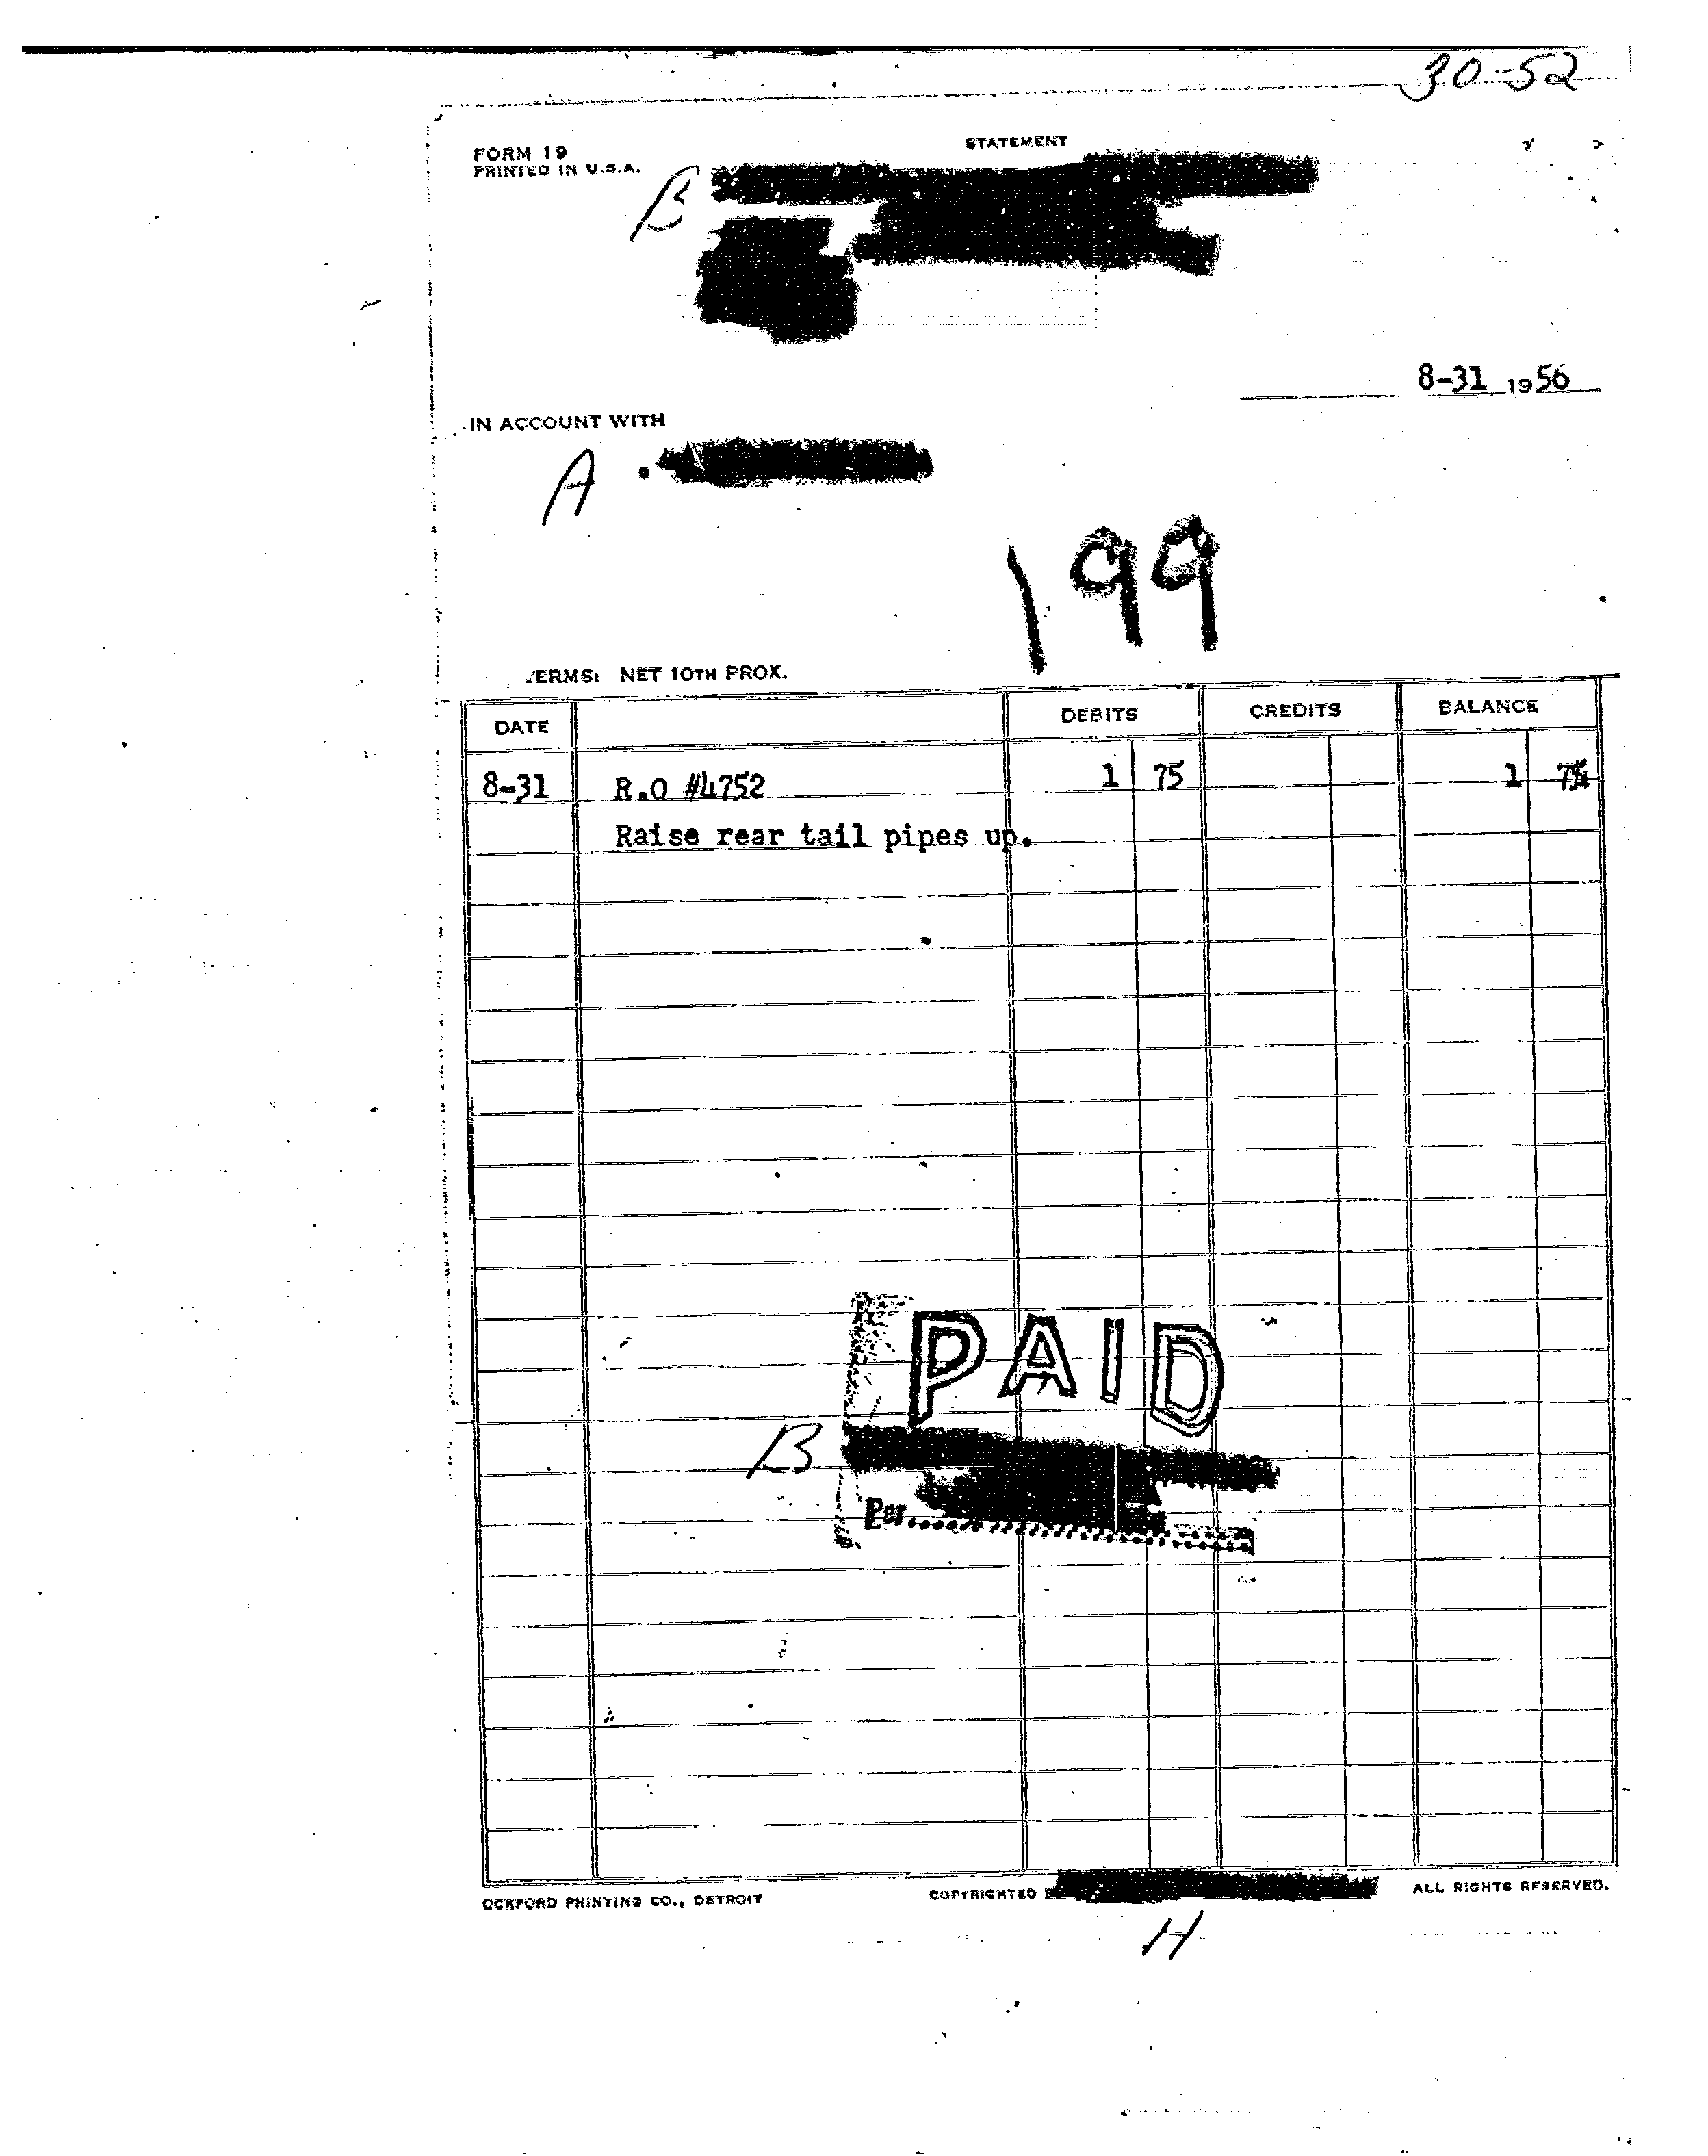 30-52
FORM 19
PRINTED IN U.S.A.
STATEMENT
B
8-31 1956
IN ACCOUNT WITH
A
199
TERMS: NET 10TH PROX.
DATE DEBITS CREDITS BALANCE
8-31 R.O #4752 1 75 1 75
Raise rear tail pipes up.
PAID
B
Per
OCKFORD PRINTING CO., DETROIT COPYRIGHTED ALL RIGHTS RESERVED.
H